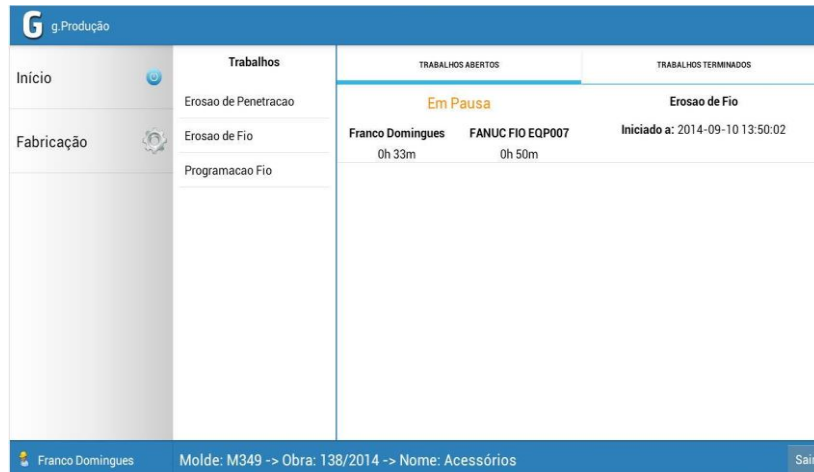 G g.Produção
Início
Fabricação
Trabalhos
Erosao de Penetracao
Erosao de Fio
Programacao Fio
TRABALHOS ABERTOS
TRABALHOS TERMINADOS
Em Pausa
Franco Domingues FANUC FIO EQP007
0h 33m 0h 50m
Erosao de Fio
Iniciado a: 2014-09-10 13:50:02
Franco Domingues
Molde: M349 -> Obra: 138/2014 -> Nome: Acessórios
Sair